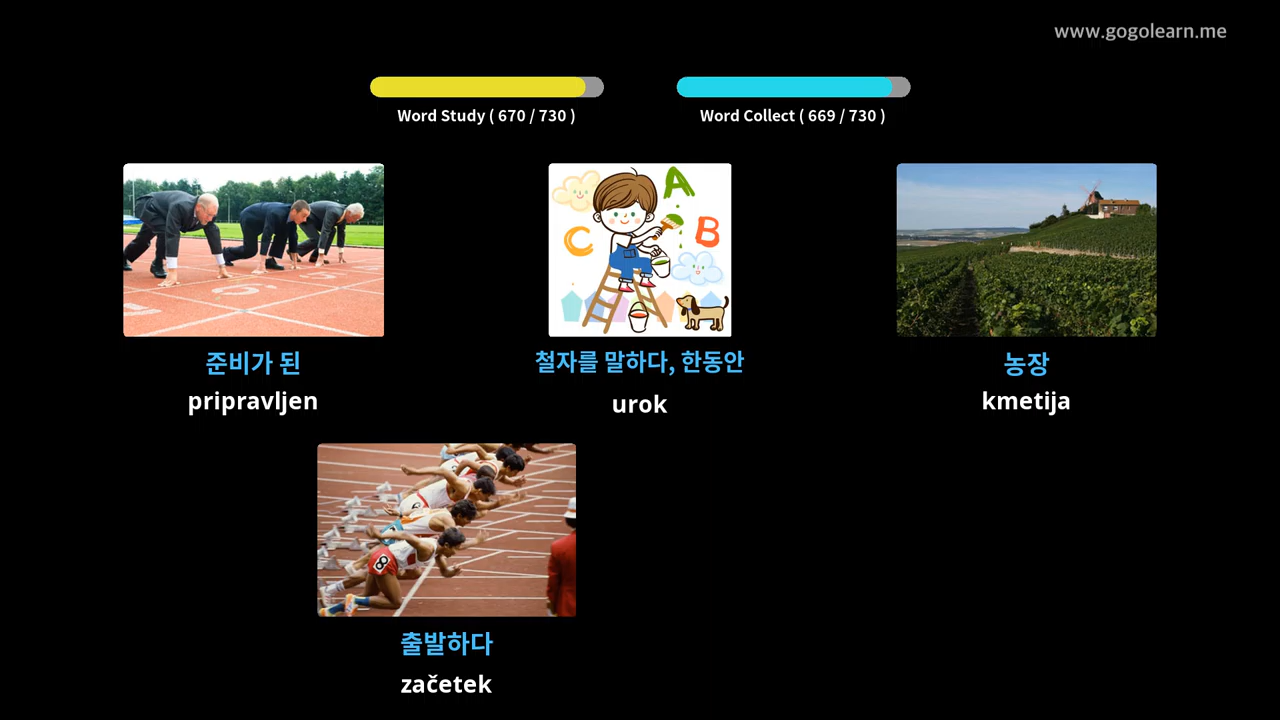 www.gogolearn.me
Word Study ( 670 / 730 )
Word Collect ( 669 / 730 )
A
B
C
준비가 된
pripravljen
철자를 말하다, 한동안
urok
농장
kmetija
8
출발하다
začetek